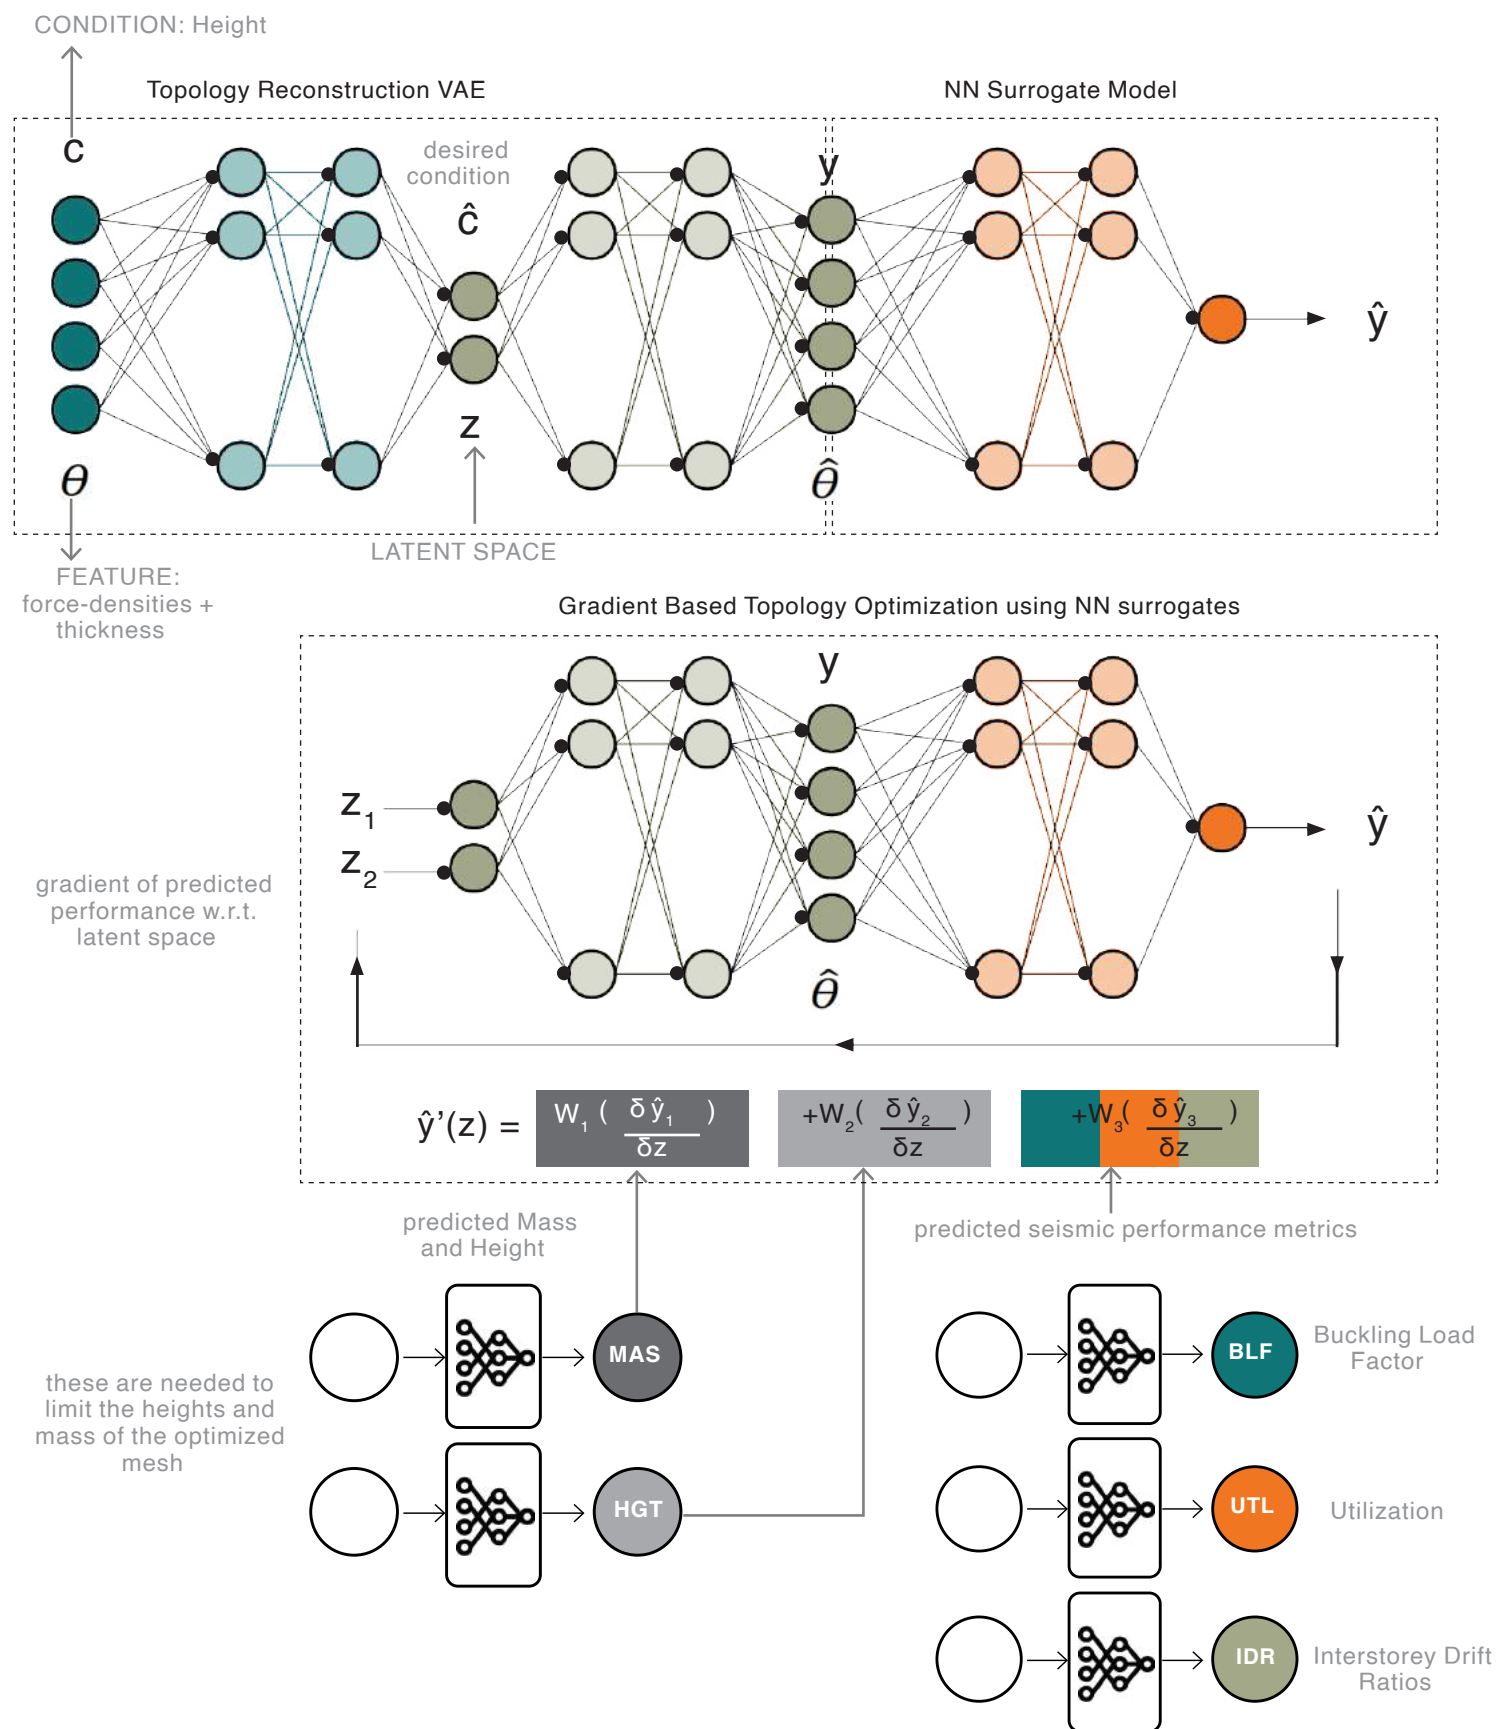 CONDITION: Height
Topology Reconstruction VAE
NN Surrogate Model
c
desired
condition
ĉ
y
ŷ
z
θ
θ̂
LATENT SPACE
FEATURE:
force-densities +
thickness
Gradient Based Topology Optimization using NN surrogates
y
z1
z2
ŷ
gradient of predicted
performance w.r.t.
latent space
θ̂
ŷ’(z) = W1 ( δ ŷ1 / δz ) +W2( δ ŷ2 / δz ) +W3( δ ŷ3 / δz )
predicted Mass
and Height
predicted seismic performance metrics
MAS
BLF
Buckling Load
Factor
these are needed to
limit the heights and
mass of the optimized
mesh
HGT
UTL
Utilization
IDR
Interstorey Drift
Ratios